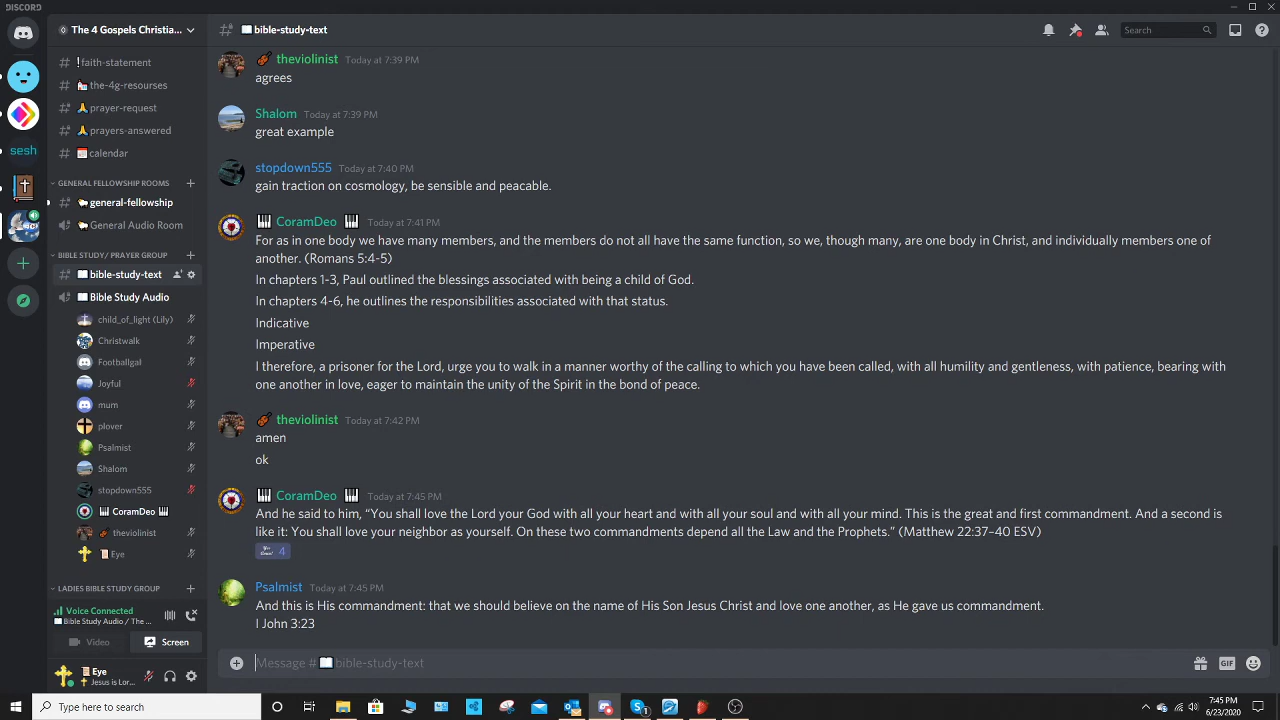 DISCORD
The 4 Gospels Christia...
bible-study-text
Search
faith-statement
the-4g-resourses
prayer-request
prayers-answered
calendar
GENERAL FELLOWSHIP ROOMS
general-fellowship
General Audio Room
BIBLE STUDY/ PRAYER GROUP
bible-study-text
Bible Study Audio
child_of_light (Lily)
Christwalk
Footballgal
Joyful
mum
plover
Psalmist
Shalom
stopdown555
CoramDeo
theviolinist
Eye
LADIES BIBLE STUDY GROUP
Voice Connected
Bible Study Audio / The ...
Video
Screen
Eye
Jesus is Lor...
sesh
theviolinist Today at 7:39 PM
agrees
Shalom Today at 7:39 PM
great example
stopdown555 Today at 7:40 PM
gain traction on cosmology, be sensible and peacable.
CoramDeo Today at 7:41 PM
For as in one body we have many members, and the members do not all have the same function, so we, though many, are one body in Christ, and individually members one of
another. (Romans 5:4-5)
In chapters 1-3, Paul outlined the blessings associated with being a child of God.
In chapters 4-6, he outlines the responsibilities associated with that status.
Indicative
Imperative
I therefore, a prisoner for the Lord, urge you to walk in a manner worthy of the calling to which you have been called, with all humility and gentleness, with patience, bearing with
one another in love, eager to maintain the unity of the Spirit in the bond of peace.
theviolinist Today at 7:42 PM
amen
ok
CoramDeo Today at 7:45 PM
And he said to him, “You shall love the Lord your God with all your heart and with all your soul and with all your mind. This is the great and first commandment. And a second is
like it: You shall love your neighbor as yourself. On these two commandments depend all the Law and the Prophets.” (Matthew 22:37–40 ESV)
4
Psalmist Today at 7:45 PM
And this is His commandment: that we should believe on the name of His Son Jesus Christ and love one another, as He gave us commandment.
I John 3:23
Message # bible-study-text
GIF
Type here to search
7:45 PM
6/23/2020